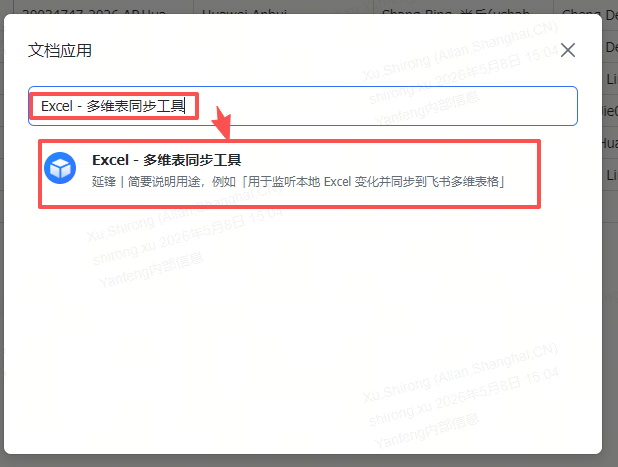 文档应用
Excel - 多维表同步工具
Excel - 多维表同步工具
延锋 | 简要说明用途，例如「用于监听本地 Excel 变化并同步到飞书多维表格」
Xu,Shirong (Allan,Shanghai,CN)
shirong.xu 2026年5月8日 15:04
Yanfeng内部信息
Xu,Shirong (Allan,Shanghai,CN)
shirong.xu 2026年5月8日 15:04
Yanfeng内部信息
Xu,Shirong (Allan,Shanghai,CN)
shirong.xu 2026年5月8日 15:04
Yanfeng内部信息